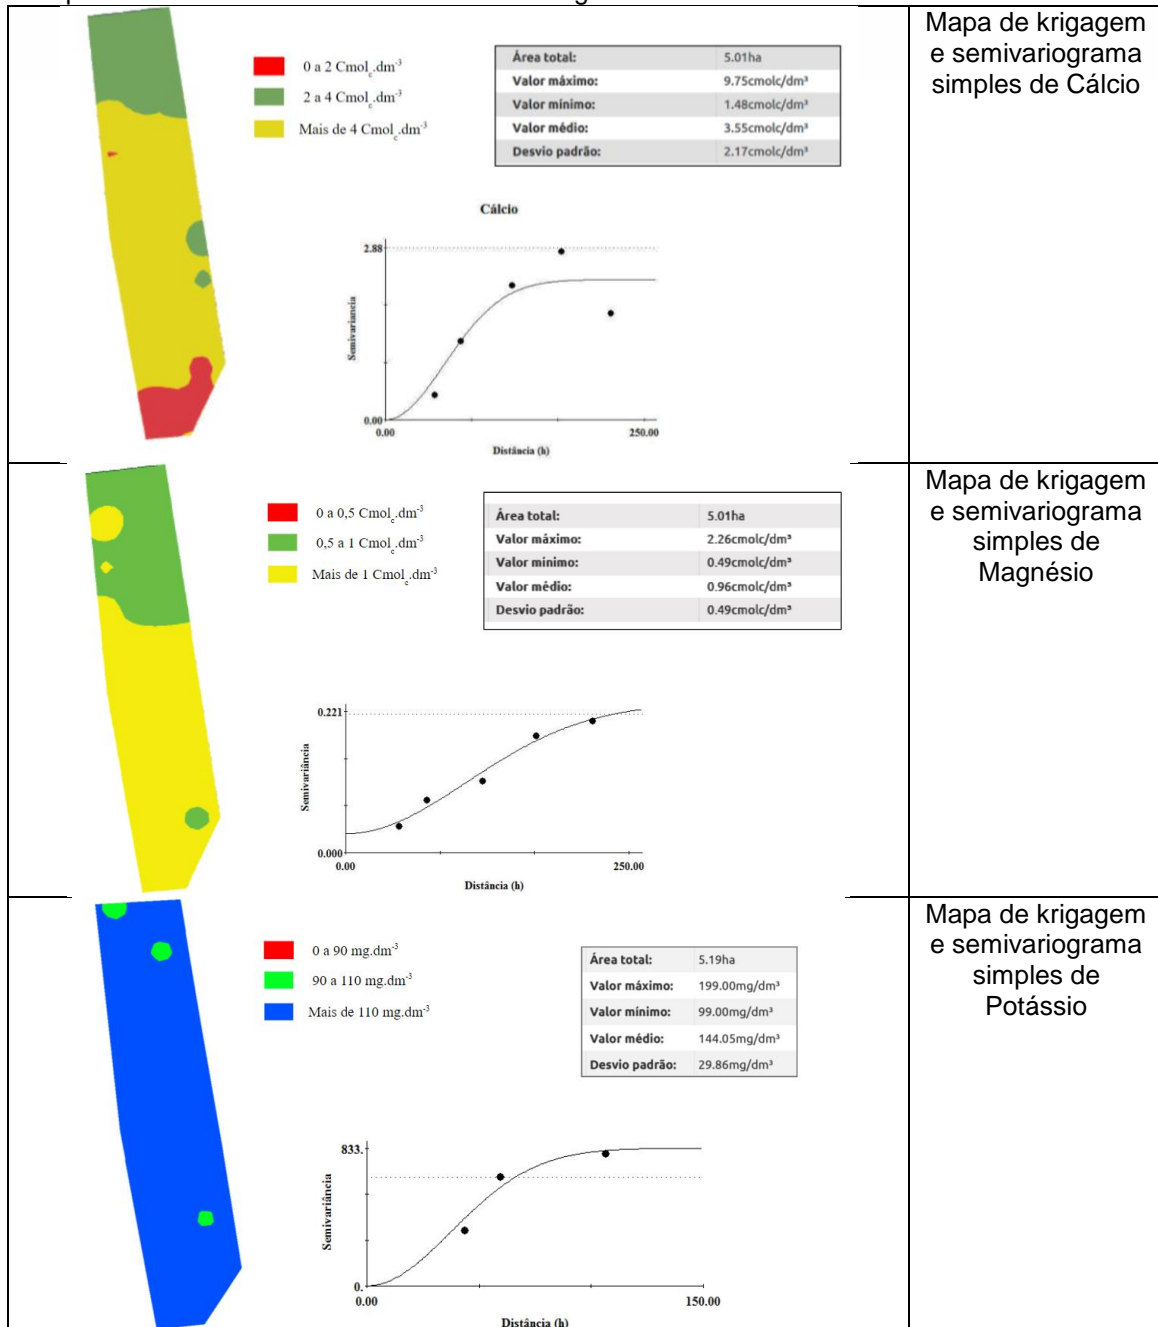 Mapa de krigagem
e semivariograma
simples de Cálcio
0 a 2 Cmolc.dm-3
2 a 4 Cmolc.dm-3
Mais de 4 Cmolc.dm-3
Área total: 5.01ha
Valor máximo: 9.75cmolc/dm³
Valor mínimo: 1.48cmolc/dm³
Valor médio: 3.55cmolc/dm³
Desvio padrão: 2.17cmolc/dm³
Cálcio
2.88
Semivariancia
0.00
0.00 250.00
Distância (h)
Mapa de krigagem
e semivariograma
simples de
Magnésio
0 a 0,5 Cmolc.dm-3
0,5 a 1 Cmolc.dm-3
Mais de 1 Cmolc.dm-3
Área total: 5.01ha
Valor máximo: 2.26cmolc/dm³
Valor mínimo: 0.49cmolc/dm³
Valor médio: 0.96cmolc/dm³
Desvio padrão: 0.49cmolc/dm³
0.221
Semivariância
0.000
0.00 250.00
Distância (h)
Mapa de krigagem
e semivariograma
simples de
Potássio
0 a 90 mg.dm-3
90 a 110 mg.dm-3
Mais de 110 mg.dm-3
Área total: 5.19ha
Valor máximo: 199.00mg/dm³
Valor mínimo: 99.00mg/dm³
Valor médio: 144.05mg/dm³
Desvio padrão: 29.86mg/dm³
833.
Semivariância
0.
0.00 150.00
Distância (h)